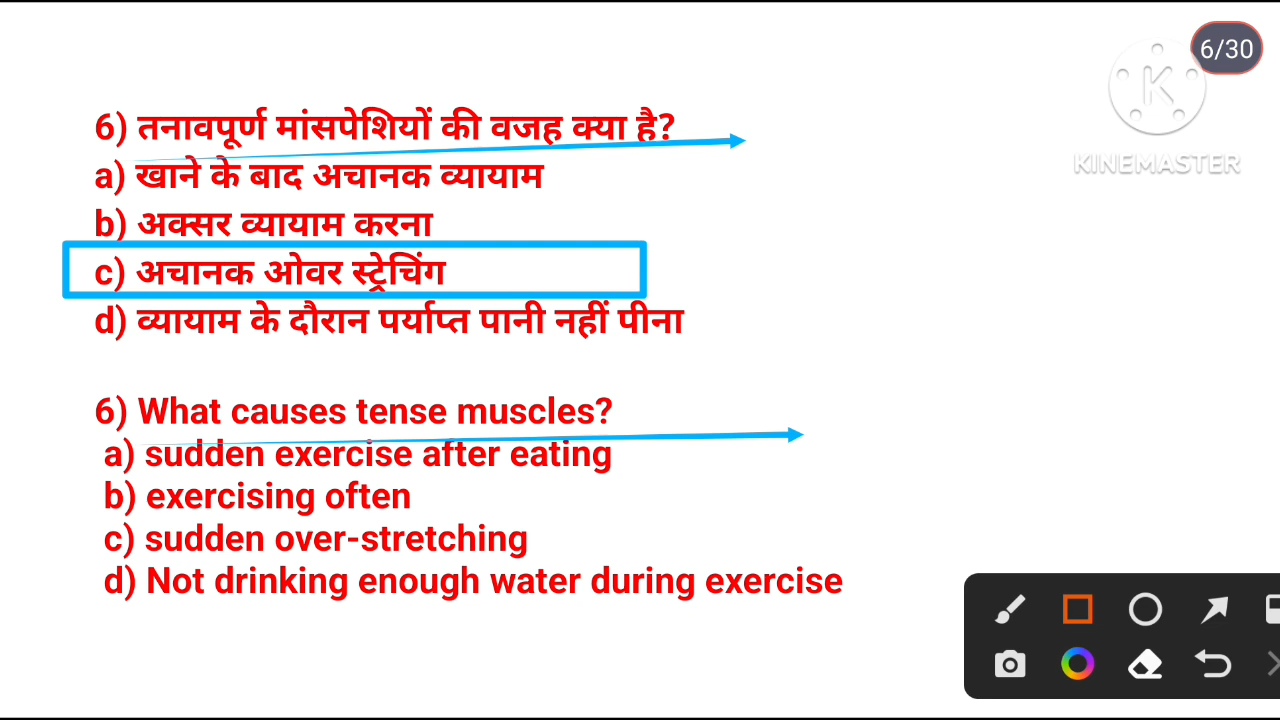 6/30
KINEMASTER
6) तनावपूर्ण मांसपेशियों की वजह क्या है?
a) खाने के बाद अचानक व्यायाम
b) अक्सर व्यायाम करना
c) अचानक ओवर स्ट्रेचिंग
d) व्यायाम के दौरान पर्याप्त पानी नहीं पीना
6) What causes tense muscles?
a) sudden exercise after eating
b) exercising often
c) sudden over-stretching
d) Not drinking enough water during exercise